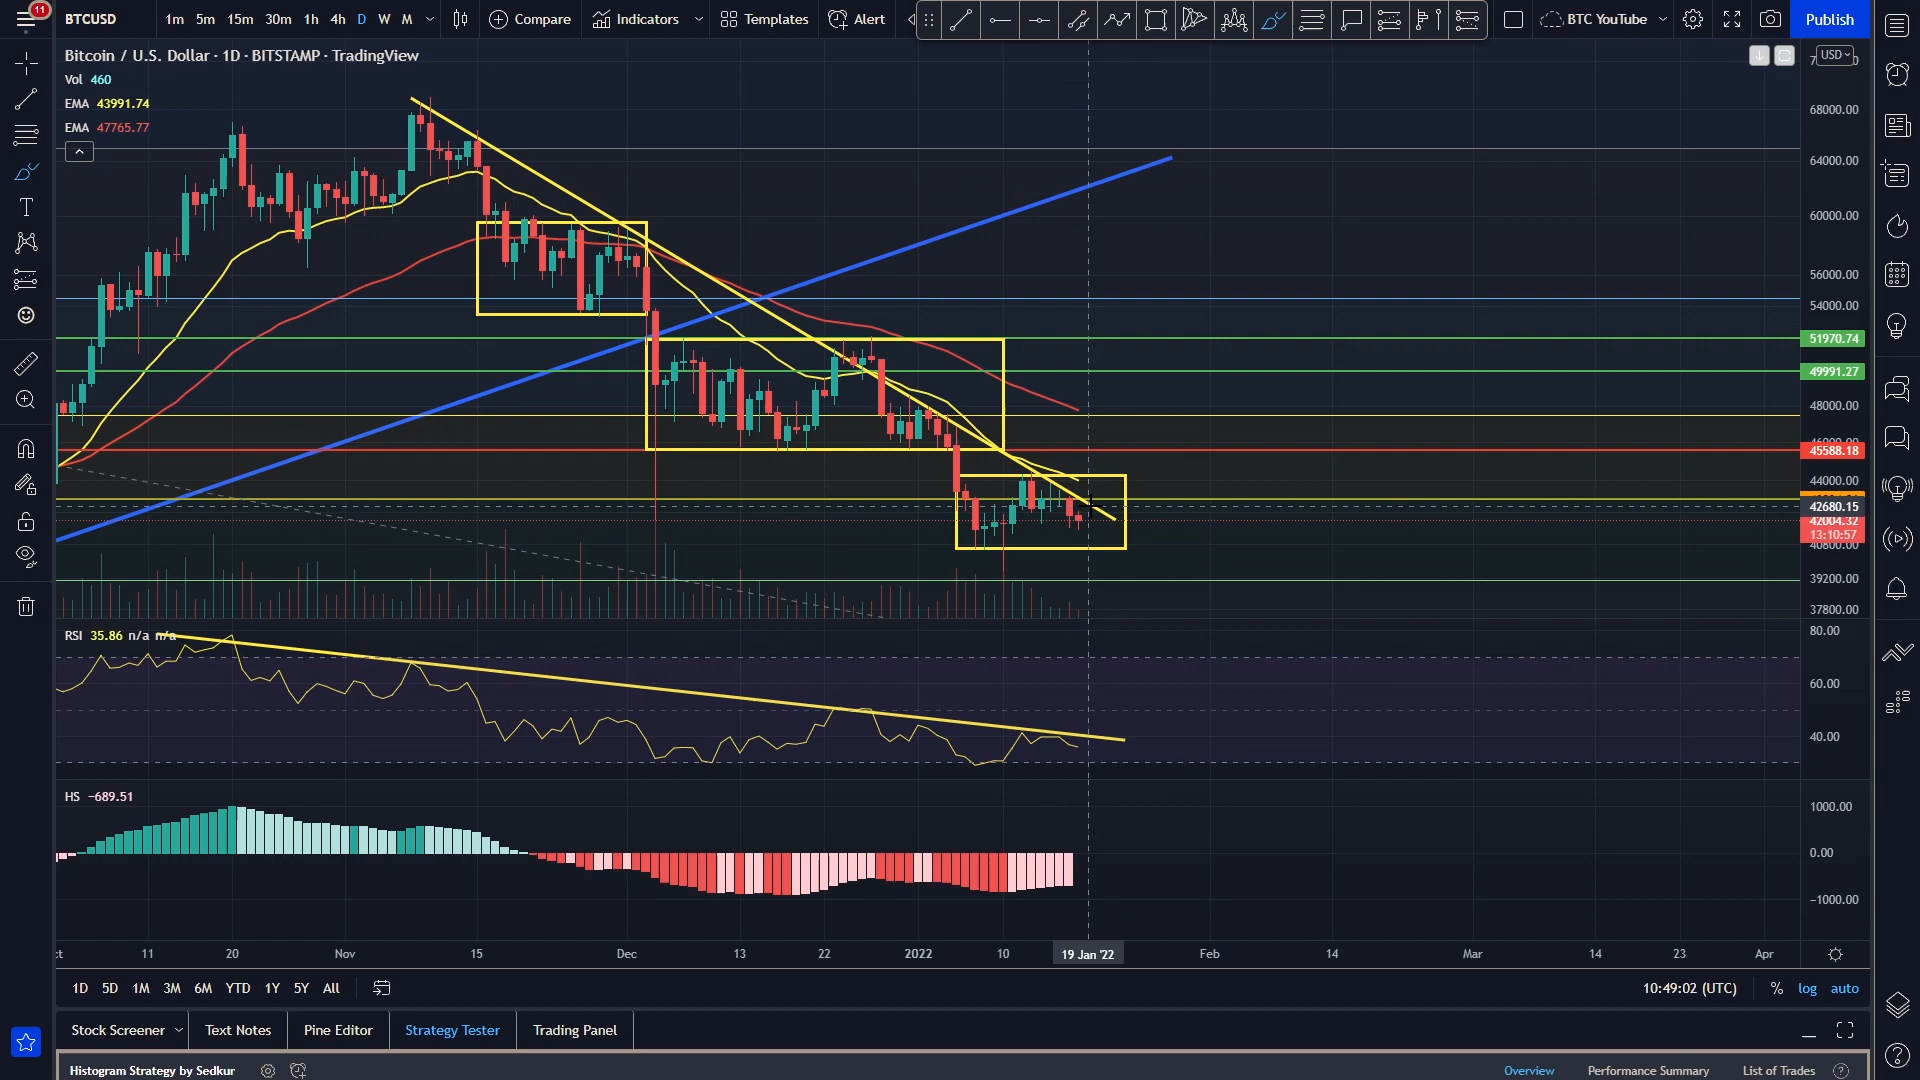 11
BTCUSD 1m 5m 15m 30m 1h 4h D W M Compare Indicators Templates Alert BTC YouTube Publish
Bitcoin / U.S. Dollar · 1D · BITSTAMP · TradingView
USD
Vol 460
EMA 43991.74
EMA 47765.77
68000.00
64000.00
60000.00
56000.00
54000.00
51970.74
49991.27
48000.00
45588.18
44000.00
42680.15
42004.32
13:10:57
40800.00
39200.00
37800.00
RSI 35.86 n/a n/a
80.00
60.00
40.00
HS −689.51
1000.00
0.00
−1000.00
11 20 Nov 15 Dec 13 22 2022 10 19 Jan '22 Feb 14 Mar 14 23 Apr
1D 5D 1M 3M 6M YTD 1Y 5Y All 10:49:02 (UTC) % log auto
Stock Screener Text Notes Pine Editor Strategy Tester Trading Panel
Histogram Strategy by Sedkur Overview Performance Summary List of Trades